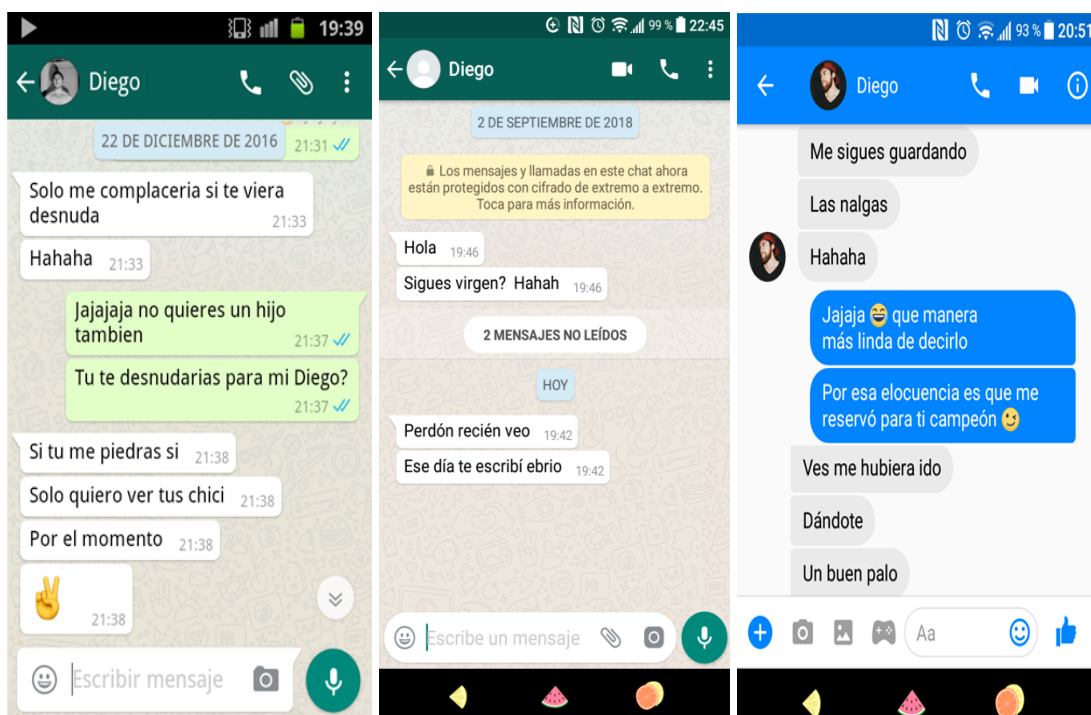 19:39
Diego
22 DE DICIEMBRE DE 2016
21:31
Solo me complaceria si te viera
desnuda
21:33
Hahaha 21:33
Jajajaja no quieres un hijo
tambien
21:37
Tu te desnudarias para mi Diego?
21:37
Si tu me piedras si 21:38
Solo quiero ver tus chici 21:38
Por el momento 21:38
21:38
Escribir mensaje
99 % 22:45
Diego
2 DE SEPTIEMBRE DE 2018
Los mensajes y llamadas en este chat ahora
están protegidos con cifrado de extremo a extremo.
Toca para más información.
Hola 19:46
Sigues virgen? Hahah 19:46
2 MENSAJES NO LEÍDOS
HOY
Perdón recién veo 19:42
Ese día te escribí ebrio 19:42
Escribe un mensaje
93 % 20:51
Diego
Me sigues guardando
Las nalgas
Hahaha
Jajaja 😄 que manera
más linda de decirlo
Por esa elocuencia es que me
reservó para ti campeón 😉
Ves me hubiera ido
Dándote
Un buen palo
Aa